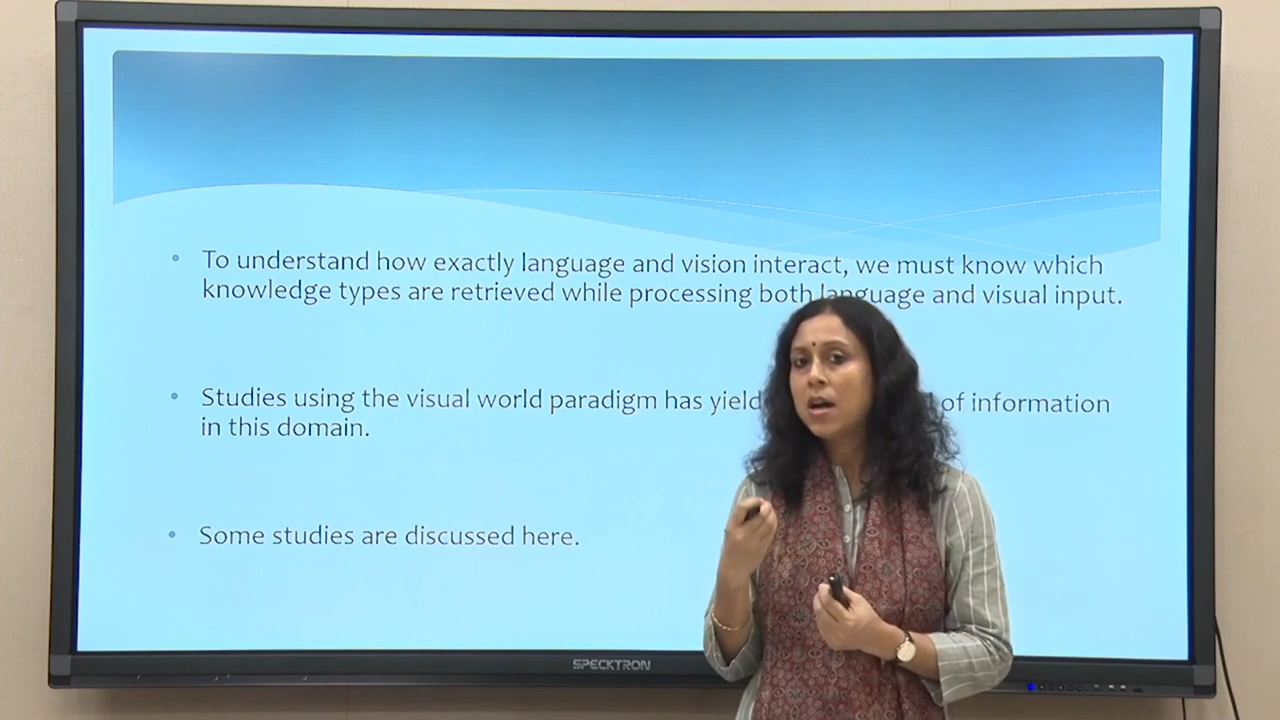 To understand how exactly language and vision interact, we must know which
knowledge types are retrieved while processing both language and visual input.
Studies using the visual world paradigm has of information
in this domain.
Some studies are discussed here.
SPECKTRON